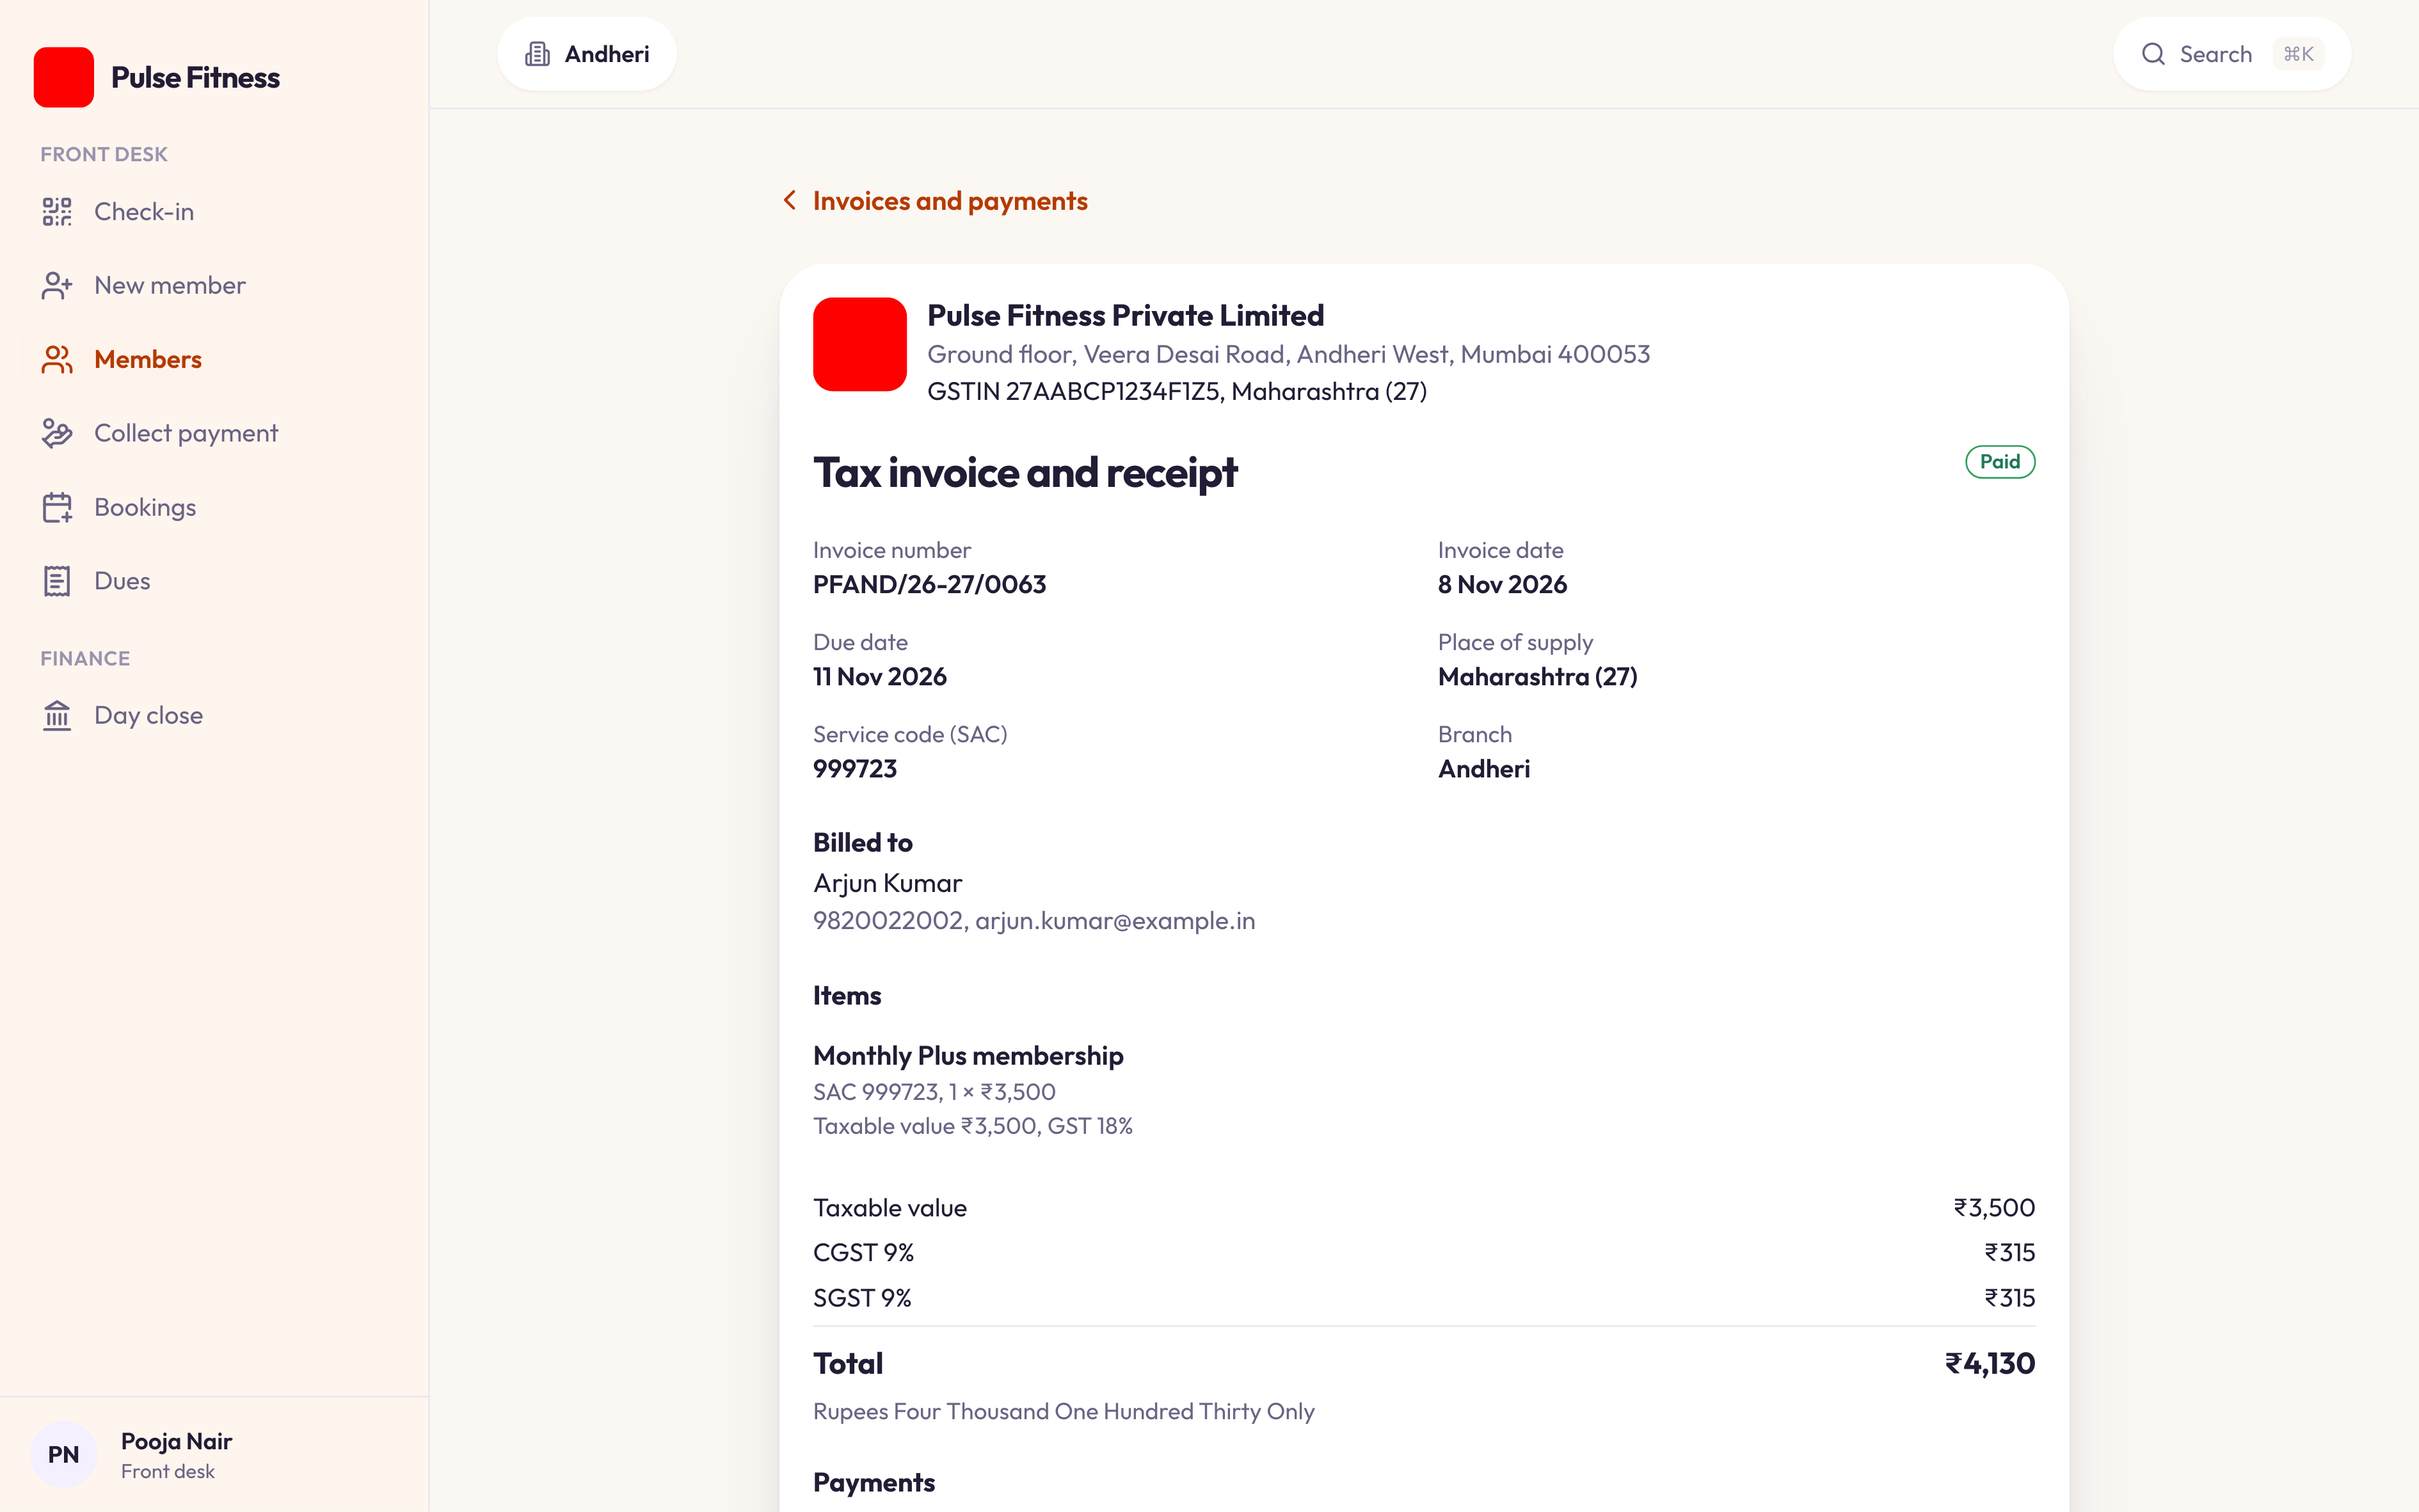 Pulse Fitness
FRONT DESK
Check-in
New member
Members
Collect payment
Bookings
Dues
FINANCE
Day close
PN
Pooja Nair
Front desk
Andheri
Search ⌘K
Invoices and payments
Pulse Fitness Private Limited
Ground floor, Veera Desai Road, Andheri West, Mumbai 400053
GSTIN 27AABCP1234F1Z5, Maharashtra (27)
Tax invoice and receipt
Paid
Invoice number
PFAND/26-27/0063
Invoice date
8 Nov 2026
Due date
11 Nov 2026
Place of supply
Maharashtra (27)
Service code (SAC)
999723
Branch
Andheri
Billed to
Arjun Kumar
9820022002, arjun.kumar@example.in
Items
Monthly Plus membership
SAC 999723, 1 × ₹3,500
Taxable value ₹3,500, GST 18%
Taxable value ₹3,500
CGST 9% ₹315
SGST 9% ₹315
Total ₹4,130
Rupees Four Thousand One Hundred Thirty Only
Payments